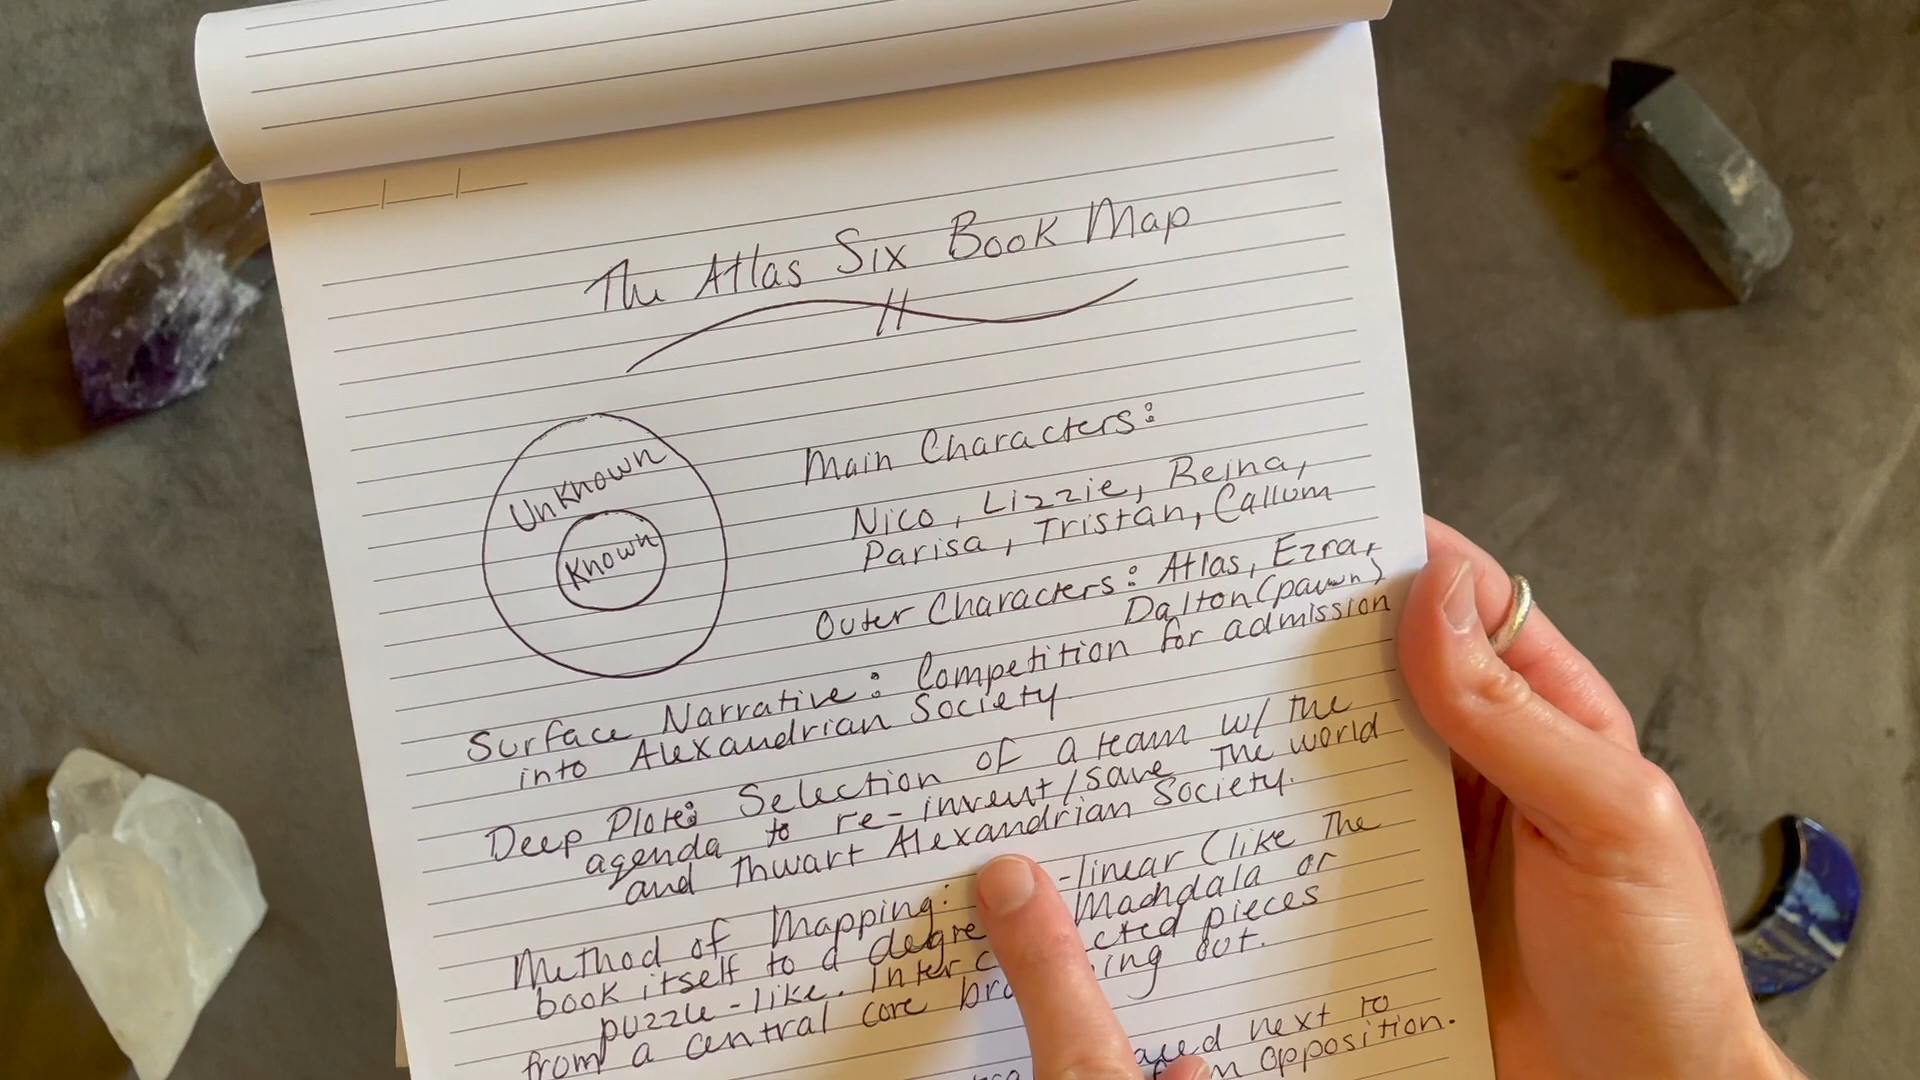 The Atlas Six Book Map
Unknown
Known
Main Characters:
Nico, Lizzie, Reina,
Parisa, Tristan, Callum
Outer Characters: Atlas, Ezra,
Dalton (pawn)
Surface Narrative: Competition for admission
into Alexandrian Society
Deep Plot: Selection of a team w/ the
agenda to re-invent/save the world
and thwart Alexandrian Society.
Method of Mapping: -linear (like the
book itself to a degre Machdala or
puzzle-like. Inter c cted pieces
from a central core bra ing out.
next to
opposition.